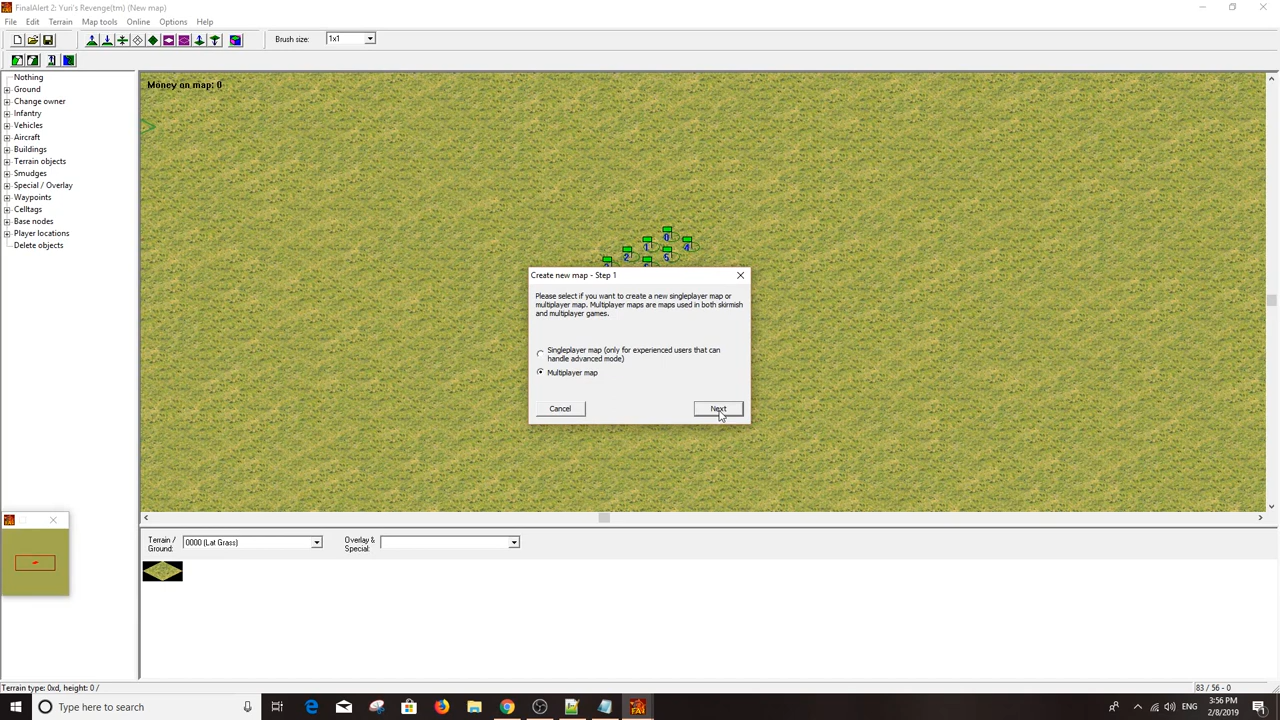 FinalAlert 2: Yuri's Revenge(tm) (New map)
File Edit Terrain Map tools Online Options Help
Brush size: 1x1
Nothing
Ground
Change owner
Infantry
Vehicles
Aircraft
Buildings
Terrain objects
Smudges
Special / Overlay
Waypoints
Celltags
Base nodes
Player locations
Delete objects
Money on map: 0
0
1
4
2
5
Create new map - Step 1
Please select if you want to create a new singleplayer map or
multiplayer map. Multiplayer maps are maps used in both skirmish
and multiplayer games.
Singleplayer map (only for experienced users that can
handle advanced mode)
Multiplayer map
Cancel
Next
Terrain /
Ground:
0000 (Lat Grass)
Overlay &
Special:
Terrain type: 0xd, height: 0 /
83 / 56 - 0
Type here to search
3:56 PM
2/8/2019